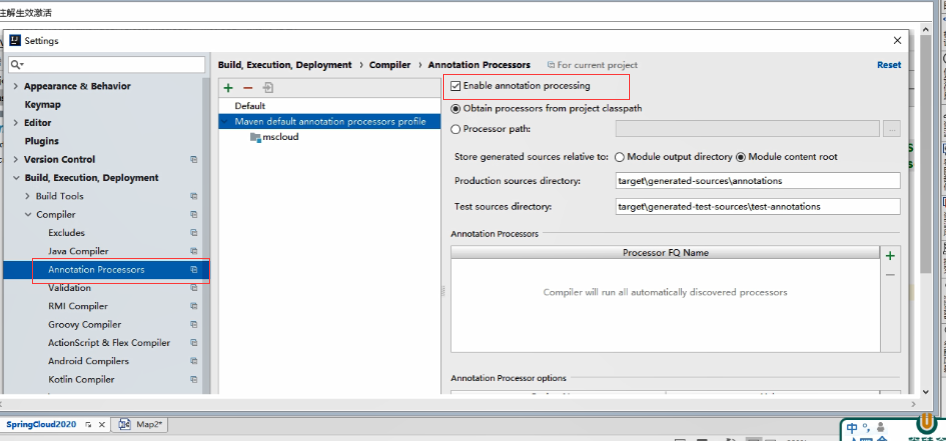 注解生效激活
Settings
Build, Execution, Deployment › Compiler › Annotation Processors For current project Reset
Appearance & Behavior
Keymap
Editor
Plugins
Version Control
Build, Execution, Deployment
Build Tools
Compiler
Excludes
Java Compiler
Annotation Processors
Validation
RMI Compiler
Groovy Compiler
ActionScript & Flex Compiler
Android Compilers
Kotlin Compiler
Default
Maven default annotation processors profile
mscloud
Enable annotation processing
Obtain processors from project classpath
Processor path:
...
Store generated sources relative to: Module output directory Module content root
Production sources directory: target\generated-sources\annotations
Test sources directory: target\generated-test-sources\test-annotations
Annotation Processors
Processor FQ Name
Compiler will run all automatically discovered processors
Annotation Processor options
SpringCloud2020 Map2*
中